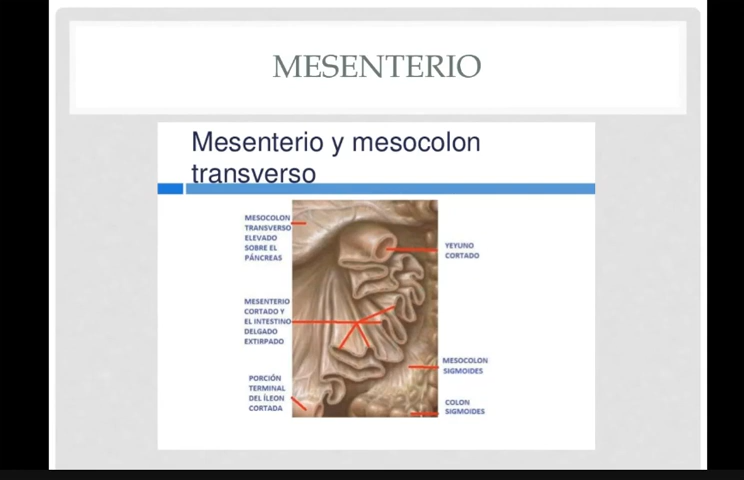 MESENTERIO
Mesenterio y mesocolon
transverso
MESOCOLON
TRANSVERSO
ELEVADO
SOBRE EL
PÁNCREAS
YEYUNO
CORTADO
MESENTERIO
CORTADO Y
EL INTESTINO
DELGADO
EXTIRPADO
MESOCOLON
SIGMOIDES
PORCIÓN
TERMINAL
DEL ÍLEON
CORTADA
COLON
SIGMOIDES